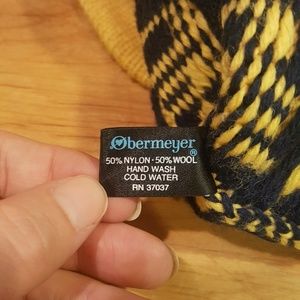 Obermeyer®
50% NYLON · 50% WOOL
HAND WASH
COLD WATER
RN 37037